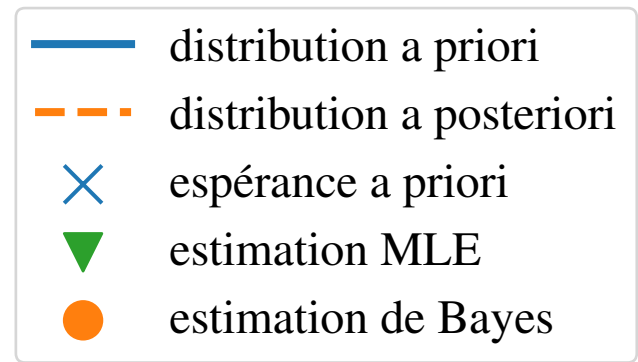 distribution a priori
distribution a posteriori
espérance a priori
estimation MLE
estimation de Bayes